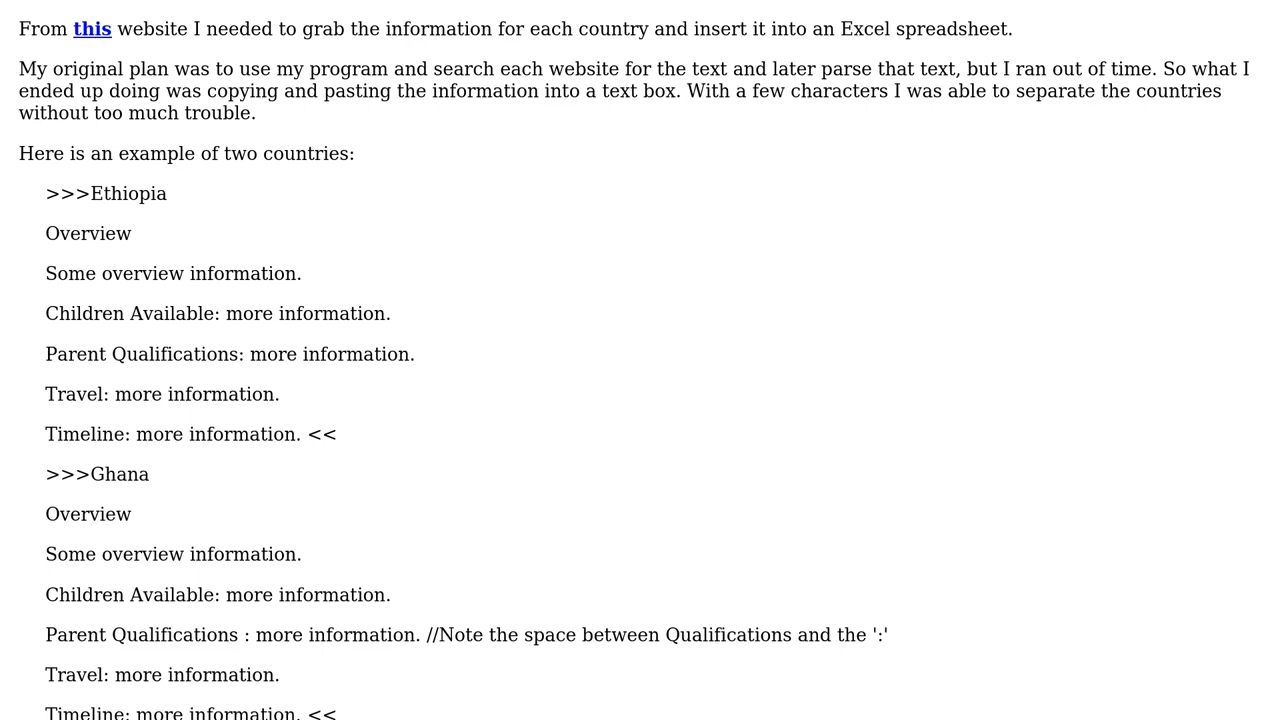 From this website I needed to grab the information for each country and insert it into an Excel spreadsheet.
My original plan was to use my program and search each website for the text and later parse that text, but I ran out of time. So what I
ended up doing was copying and pasting the information into a text box. With a few characters I was able to separate the countries
without too much trouble.
Here is an example of two countries:
>>>Ethiopia
Overview
Some overview information.
Children Available: more information.
Parent Qualifications: more information.
Travel: more information.
Timeline: more information. <<
>>>Ghana
Overview
Some overview information.
Children Available: more information.
Parent Qualifications : more information. //Note the space between Qualifications and the ':'
Travel: more information.
Timeline: more information. <<